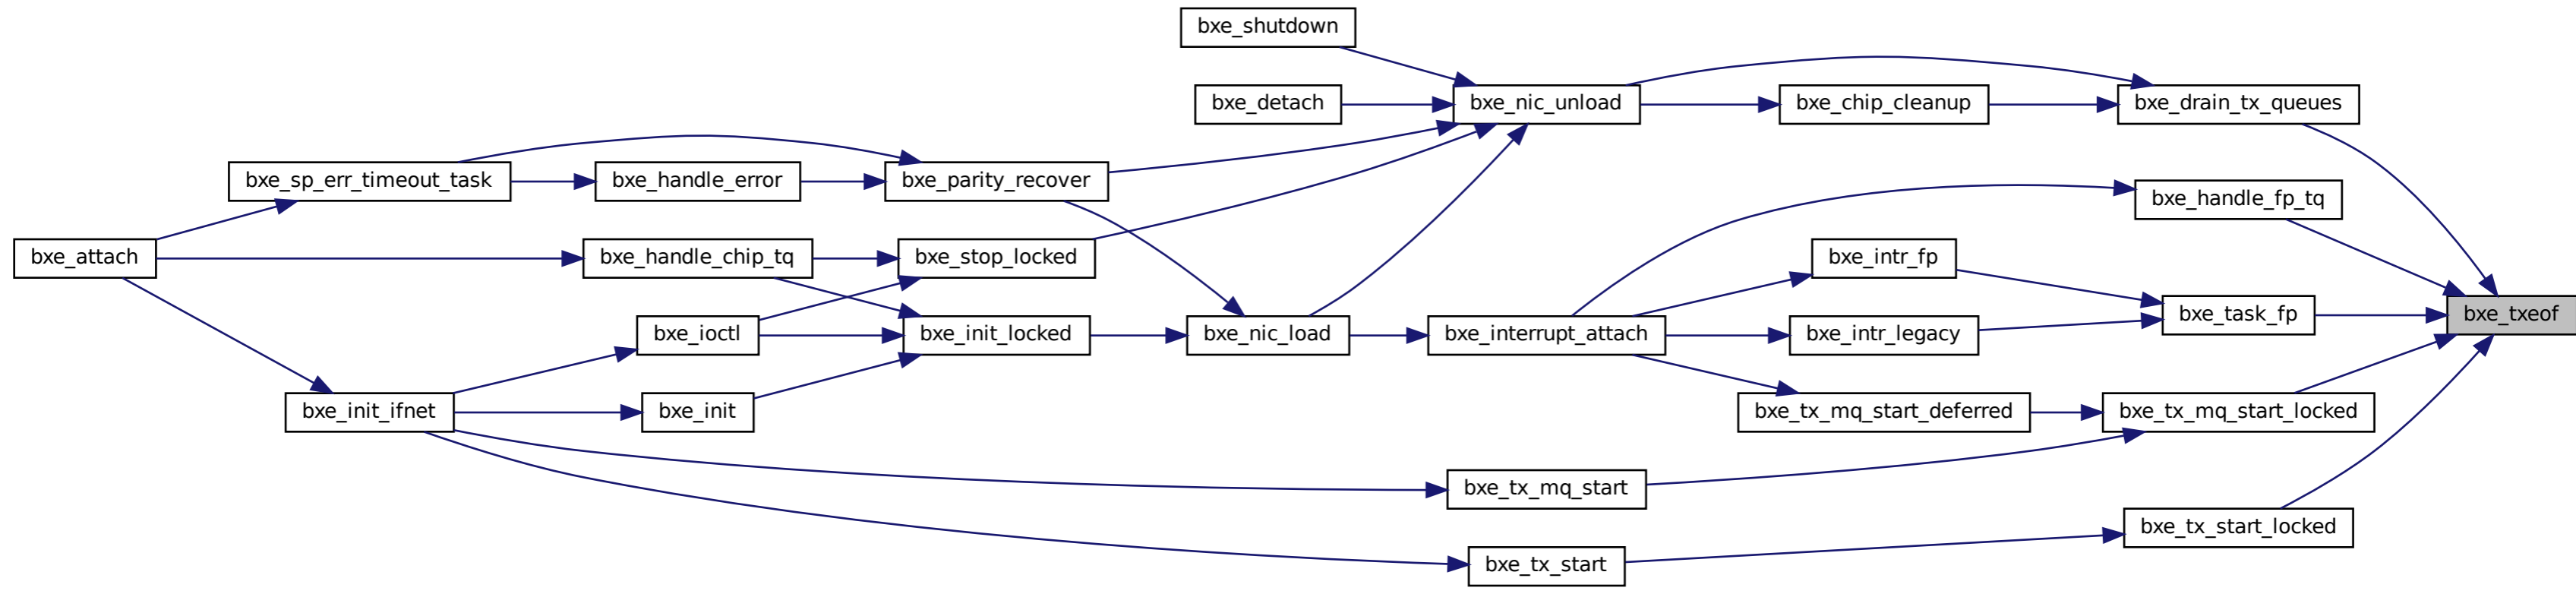 bxe_shutdown
bxe_detach
bxe_nic_unload
bxe_chip_cleanup
bxe_drain_tx_queues
bxe_sp_err_timeout_task
bxe_handle_error
bxe_parity_recover
bxe_handle_fp_tq
bxe_attach
bxe_handle_chip_tq
bxe_stop_locked
bxe_intr_fp
bxe_ioctl
bxe_init_locked
bxe_nic_load
bxe_interrupt_attach
bxe_intr_legacy
bxe_task_fp
bxe_txeof
bxe_init_ifnet
bxe_init
bxe_tx_mq_start_deferred
bxe_tx_mq_start_locked
bxe_tx_mq_start
bxe_tx_start_locked
bxe_tx_start